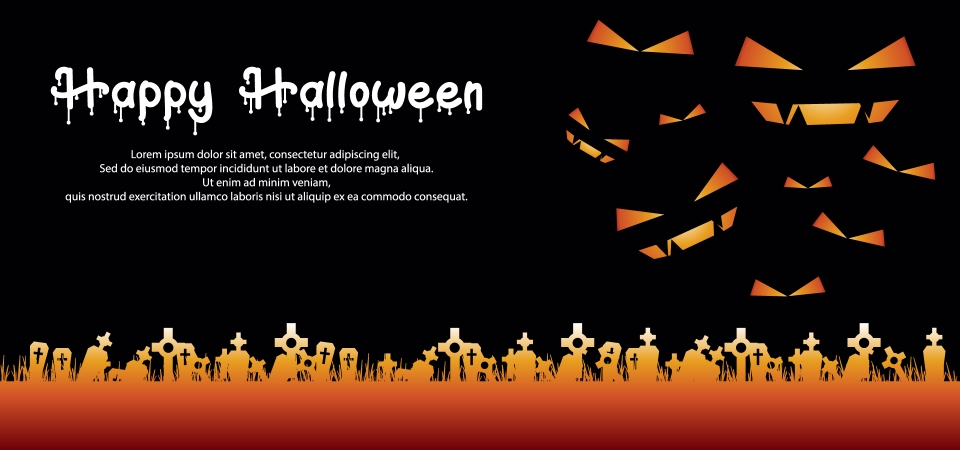 Happy Halloween
Lorem ipsum dolor sit amet, consectetur adipiscing elit,
Sed do eiusmod tempor incididunt ut labore et dolore magna aliqua.
Ut enim ad minim veniam,
quis nostrud exercitation ullamco laboris nisi ut aliquip ex ea commodo consequat.